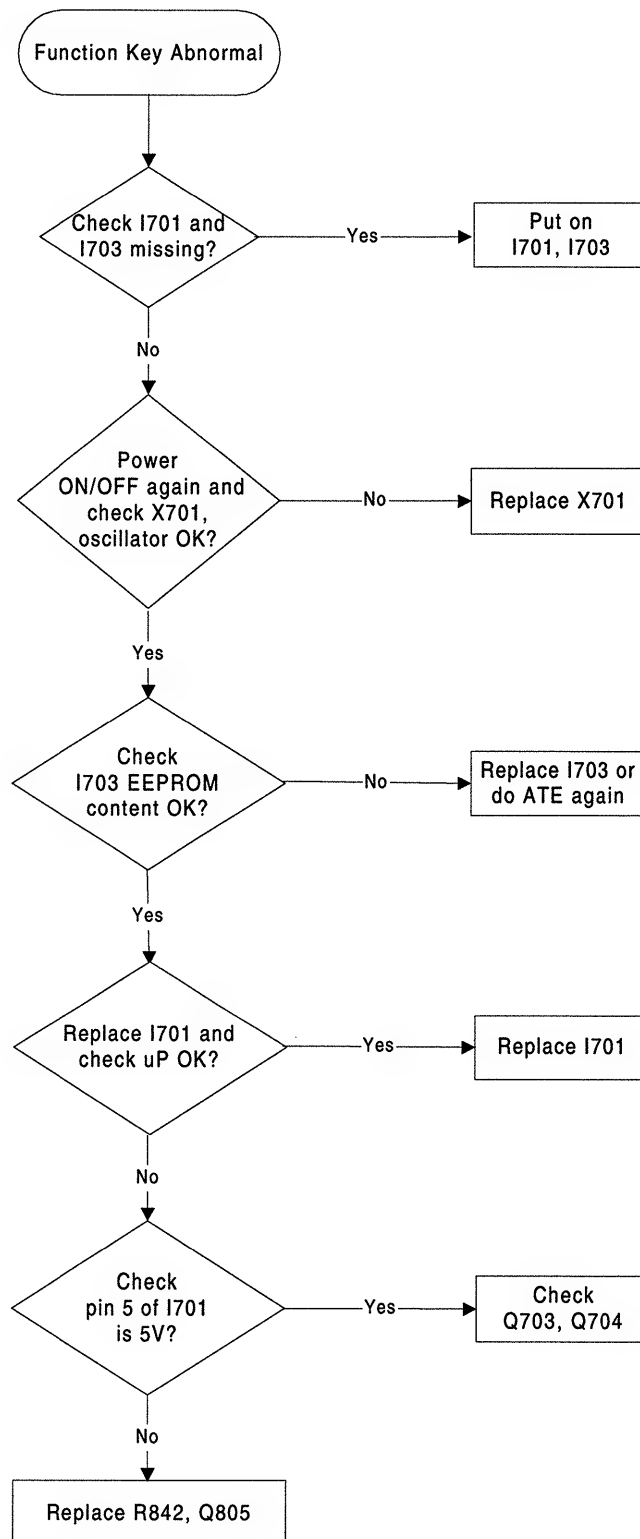 Function Key Abnormal
Check I701 and
I703 missing?
Yes
Put on
I701, I703
No
Power
ON/OFF again and
check X701,
oscillator OK?
No
Replace X701
Yes
Check
I703 EEPROM
content OK?
No
Replace I703 or
do ATE again
Yes
Replace I701 and
check uP OK?
Yes
Replace I701
No
Check
pin 5 of I701
is 5V?
Yes
Check
Q703, Q704
No
Replace R842, Q805